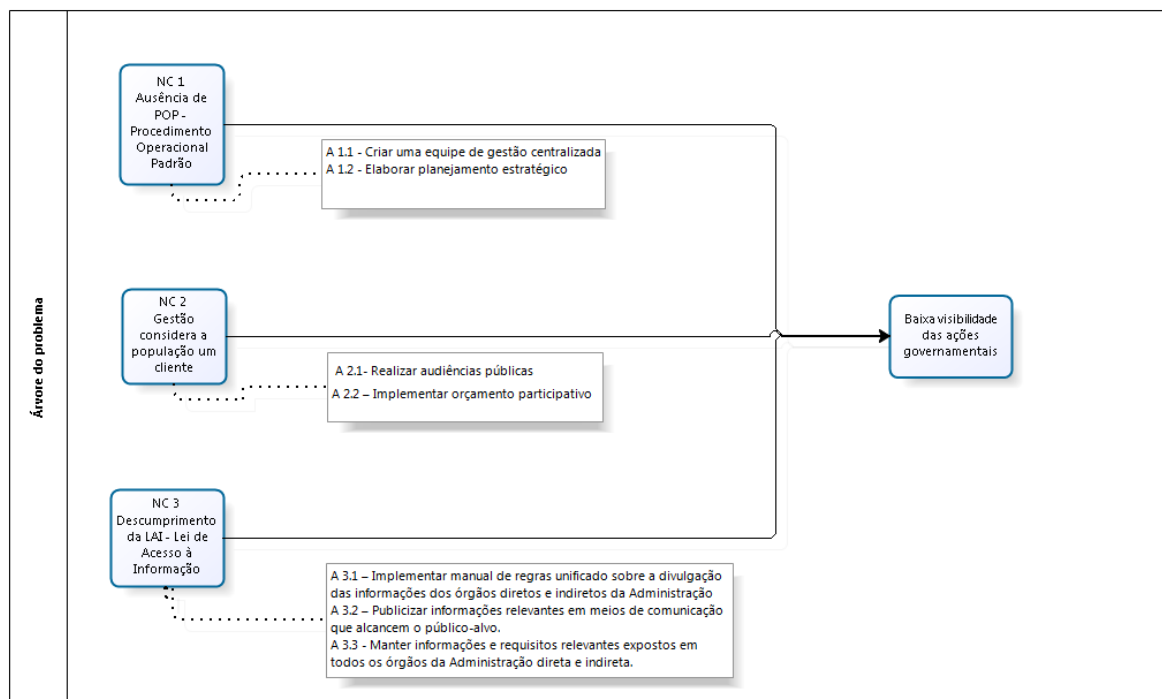 Árvore do problema
NC 1
Ausência de
POP -
Procedimento
Operacional
Padrão
A 1.1 - Criar uma equipe de gestão centralizada
A 1.2 - Elaborar planejamento estratégico
NC 2
Gestão
considera a
população um
cliente
A 2.1- Realizar audiências públicas
A 2.2 – Implementar orçamento participativo
Baixa visibilidade
das ações
governamentais
NC 3
Descumprimento
da LAI - Lei de
Acesso à
Informação
A 3.1 – Implementar manual de regras unificado sobre a divulgação
das informações dos órgãos diretos e indiretos da Administração
A 3.2 – Publicizar informações relevantes em meios de comunicação
que alcancem o público-alvo.
A 3.3 - Manter informações e requisitos relevantes expostos em
todos os órgãos da Administração direta e indireta.